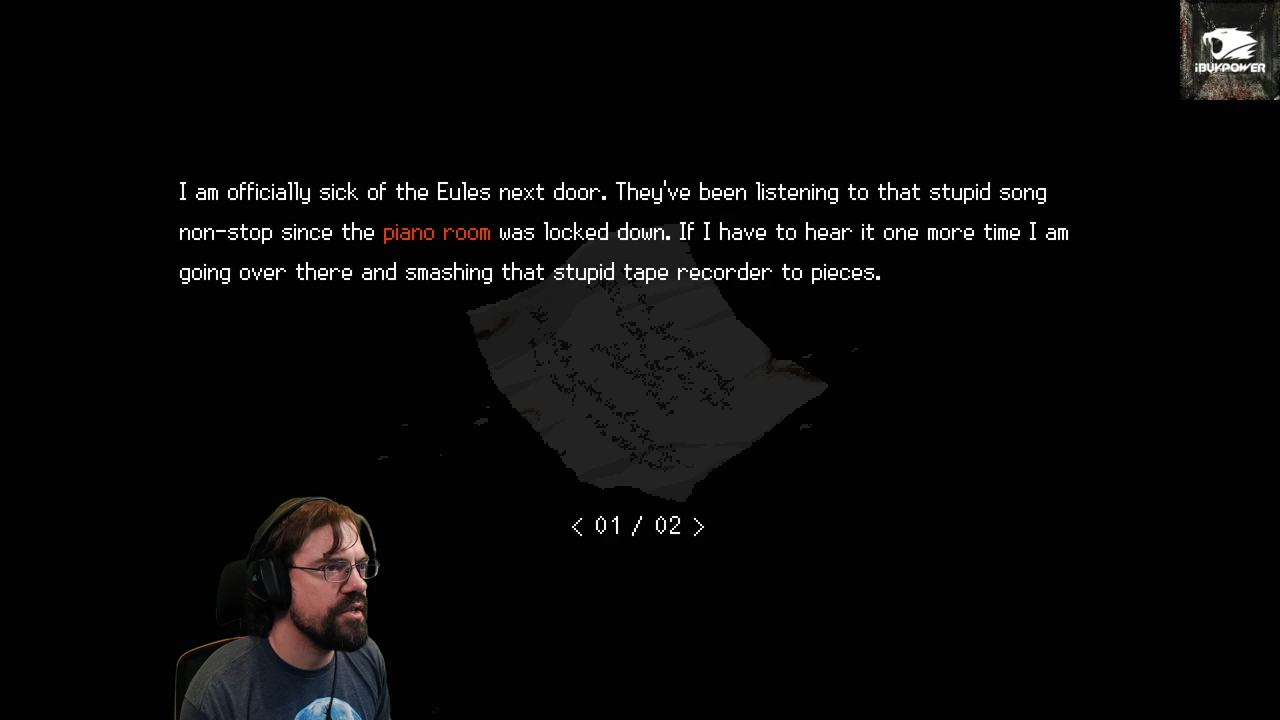 iBUYPOWER
I am officially sick of the Eules next door. They've been listening to that stupid song
non-stop since the piano room was locked down. If I have to hear it one more time I am
going over there and smashing that stupid tape recorder to pieces.
< 01 / 02 >